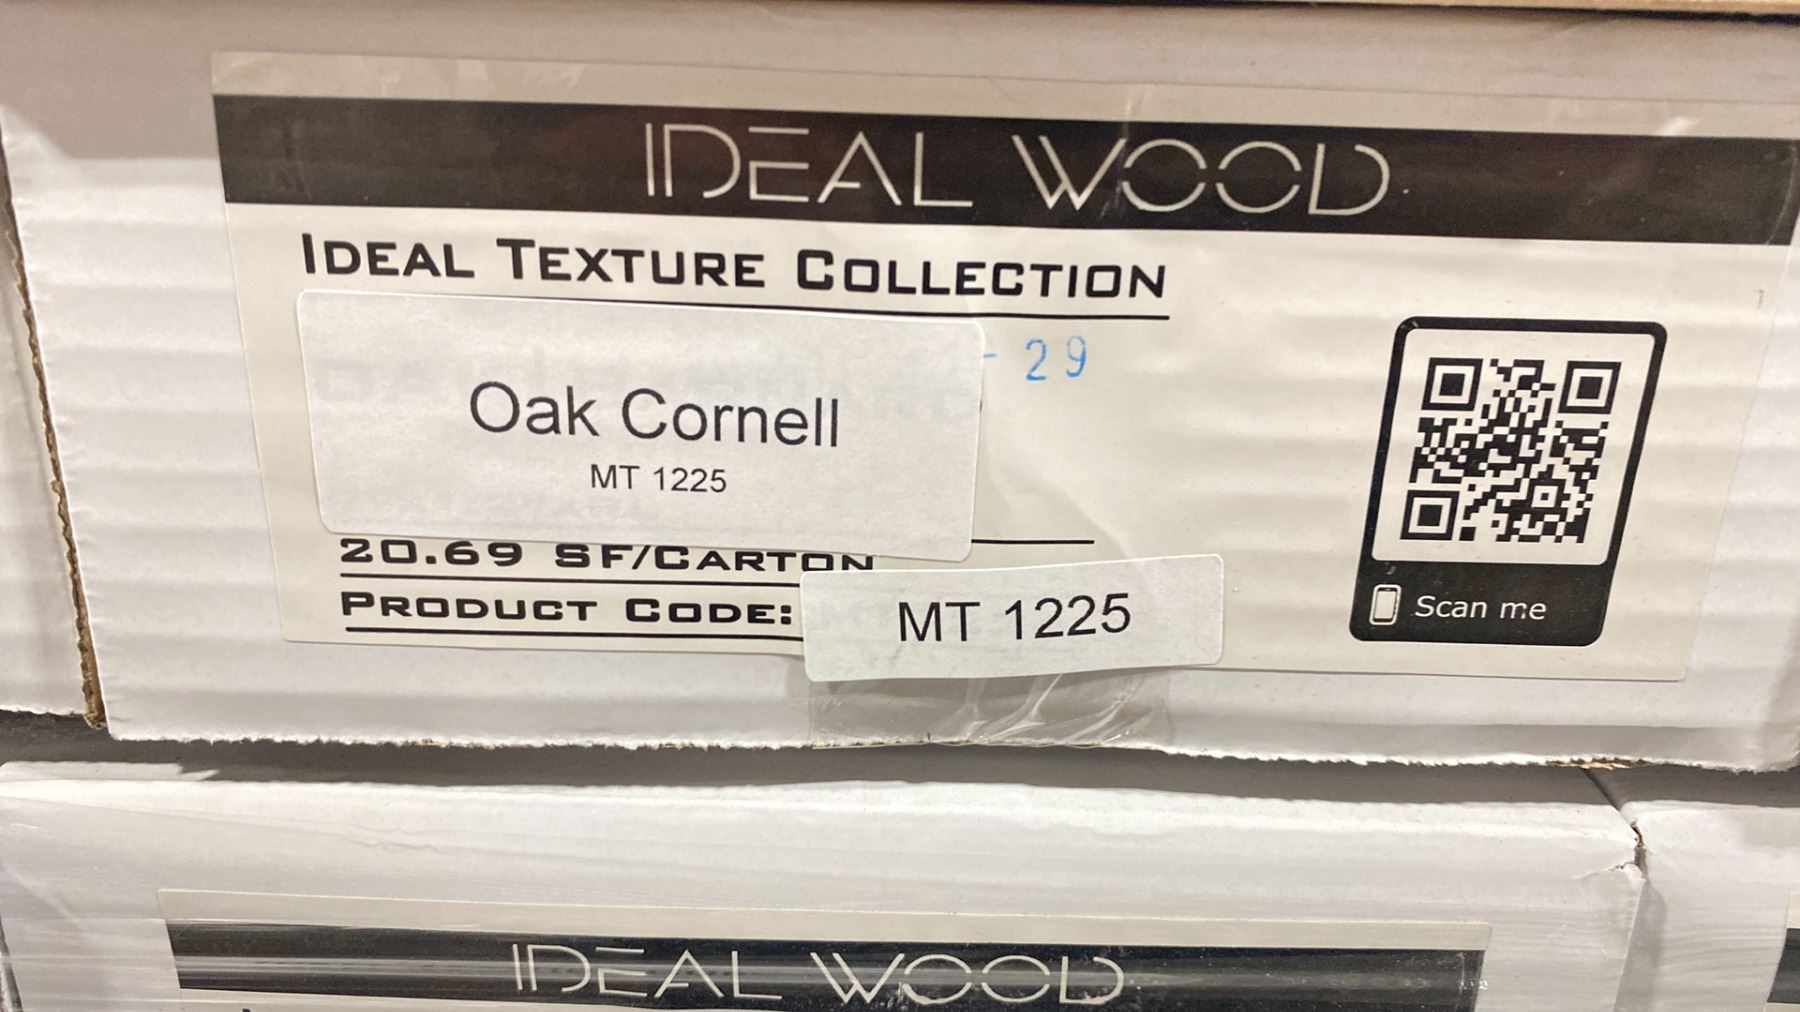 IDEAL WOOD
IDEAL TEXTURE COLLECTION
- 29
Oak Cornell
MT 1225
20.69 SF/CARTON
PRODUCT CODE: MT 1225
Scan me
IDEAL WOOD